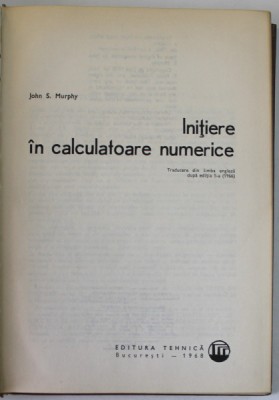 John S. Murphy
Inițiere
în calculatoare numerice
Traducere din limba engleză
după ediția 5-a (1966)
EDITURA TEHNICĂ
București — 1968